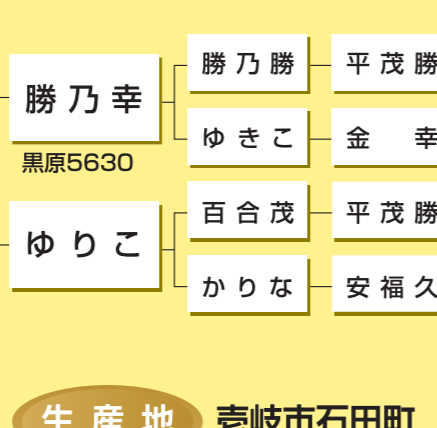 勝乃勝 平茂勝
勝乃幸
ゆきこ 金 幸
黒原5630
百合茂 平茂勝
ゆりこ
かりな 安福久
生産地 壱岐市石田町